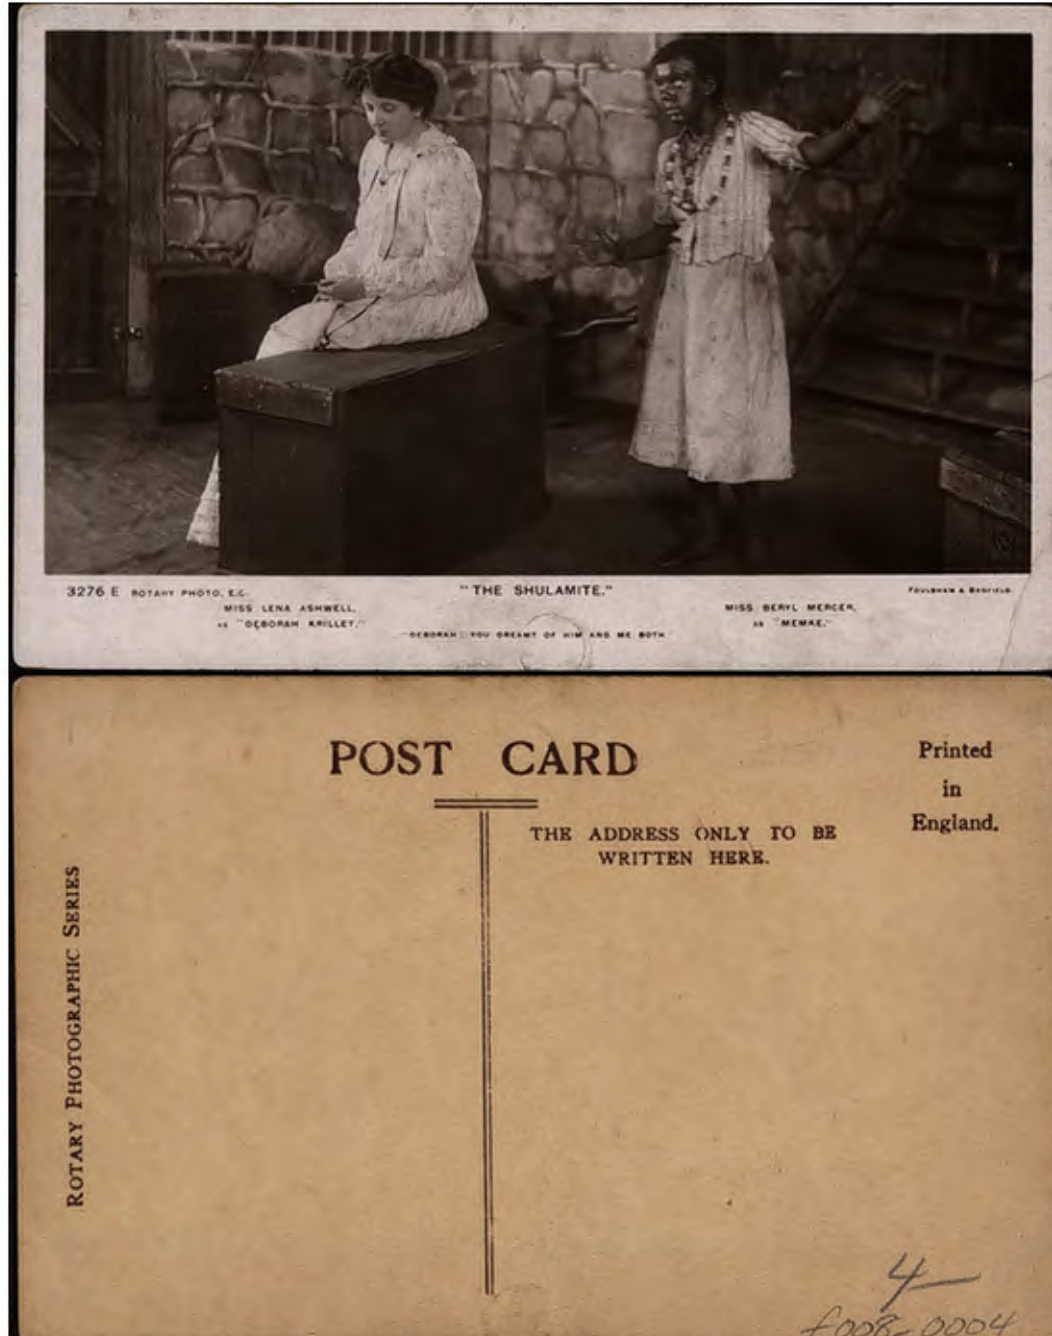 3276 E ROTARY PHOTO, E.C.
"THE SHULAMITE."
FOULSHAM & BANFIELD.
MISS LENA ASHWELL,
AS "DEBORAH KRILLET."
MISS BERYL MERCER,
AS "MEMKE."
"DEBORAH: YOU DREAMT OF HIM AND ME BOTH."
POST CARD
Printed
in
England.
THE ADDRESS ONLY TO BE
WRITTEN HERE.
ROTARY PHOTOGRAPHIC SERIES
4—
f008-0004